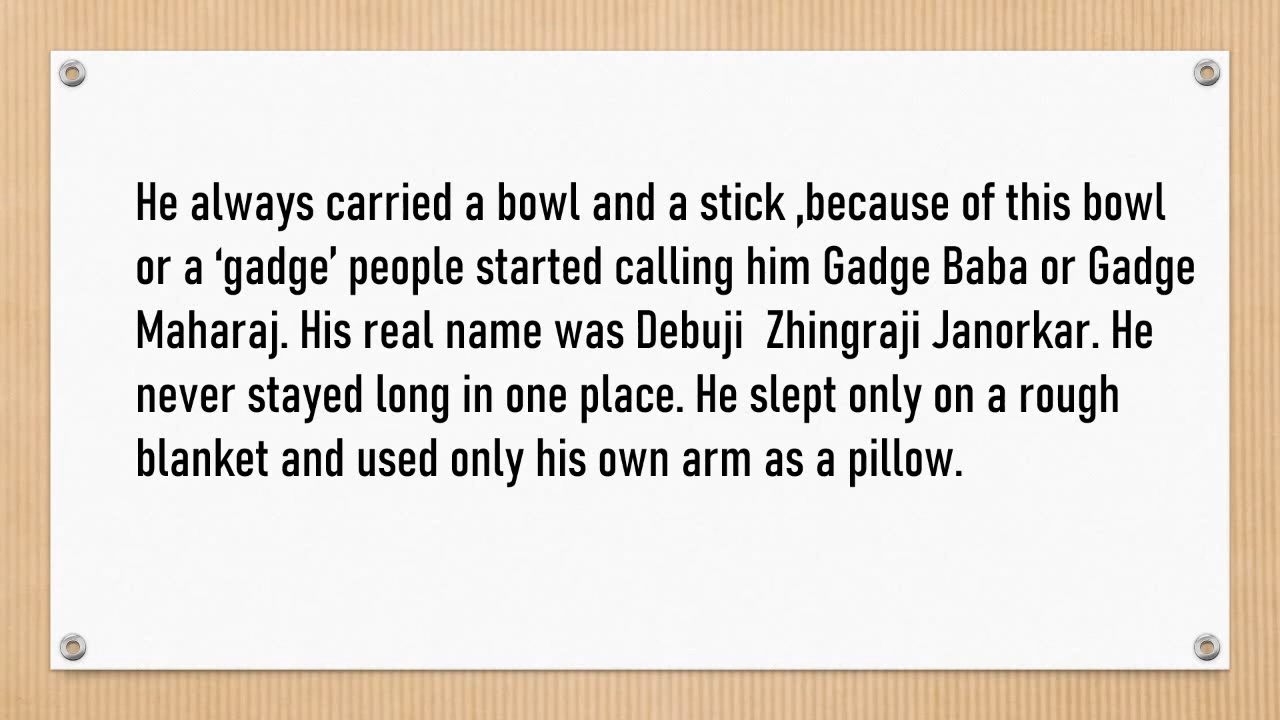 He always carried a bowl and a stick ,because of this bowl
or a ‘gadge’ people started calling him Gadge Baba or Gadge
Maharaj. His real name was Debuji  Zhingraji Janorkar. He
never stayed long in one place. He slept only on a rough
blanket and used only his own arm as a pillow.